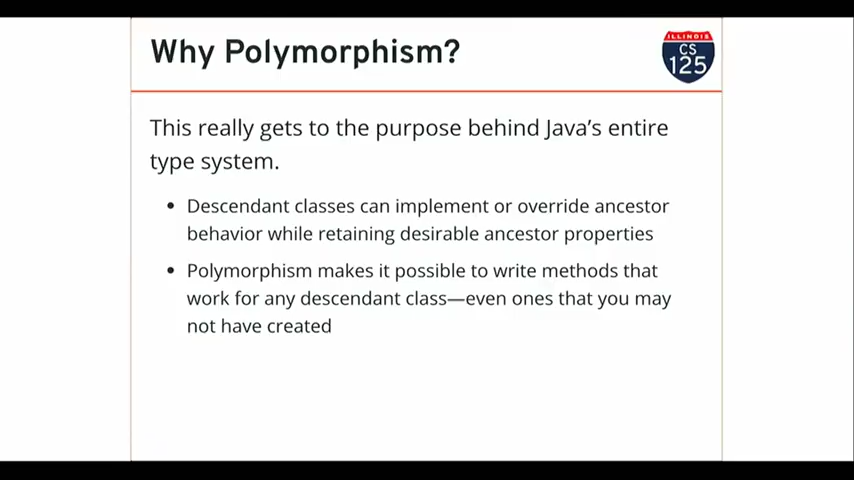 Why Polymorphism?
ILLINOIS
CS
125
This really gets to the purpose behind Java’s entire
type system.
• Descendant classes can implement or override ancestor
behavior while retaining desirable ancestor properties
• Polymorphism makes it possible to write methods that
work for any descendant class—even ones that you may
not have created